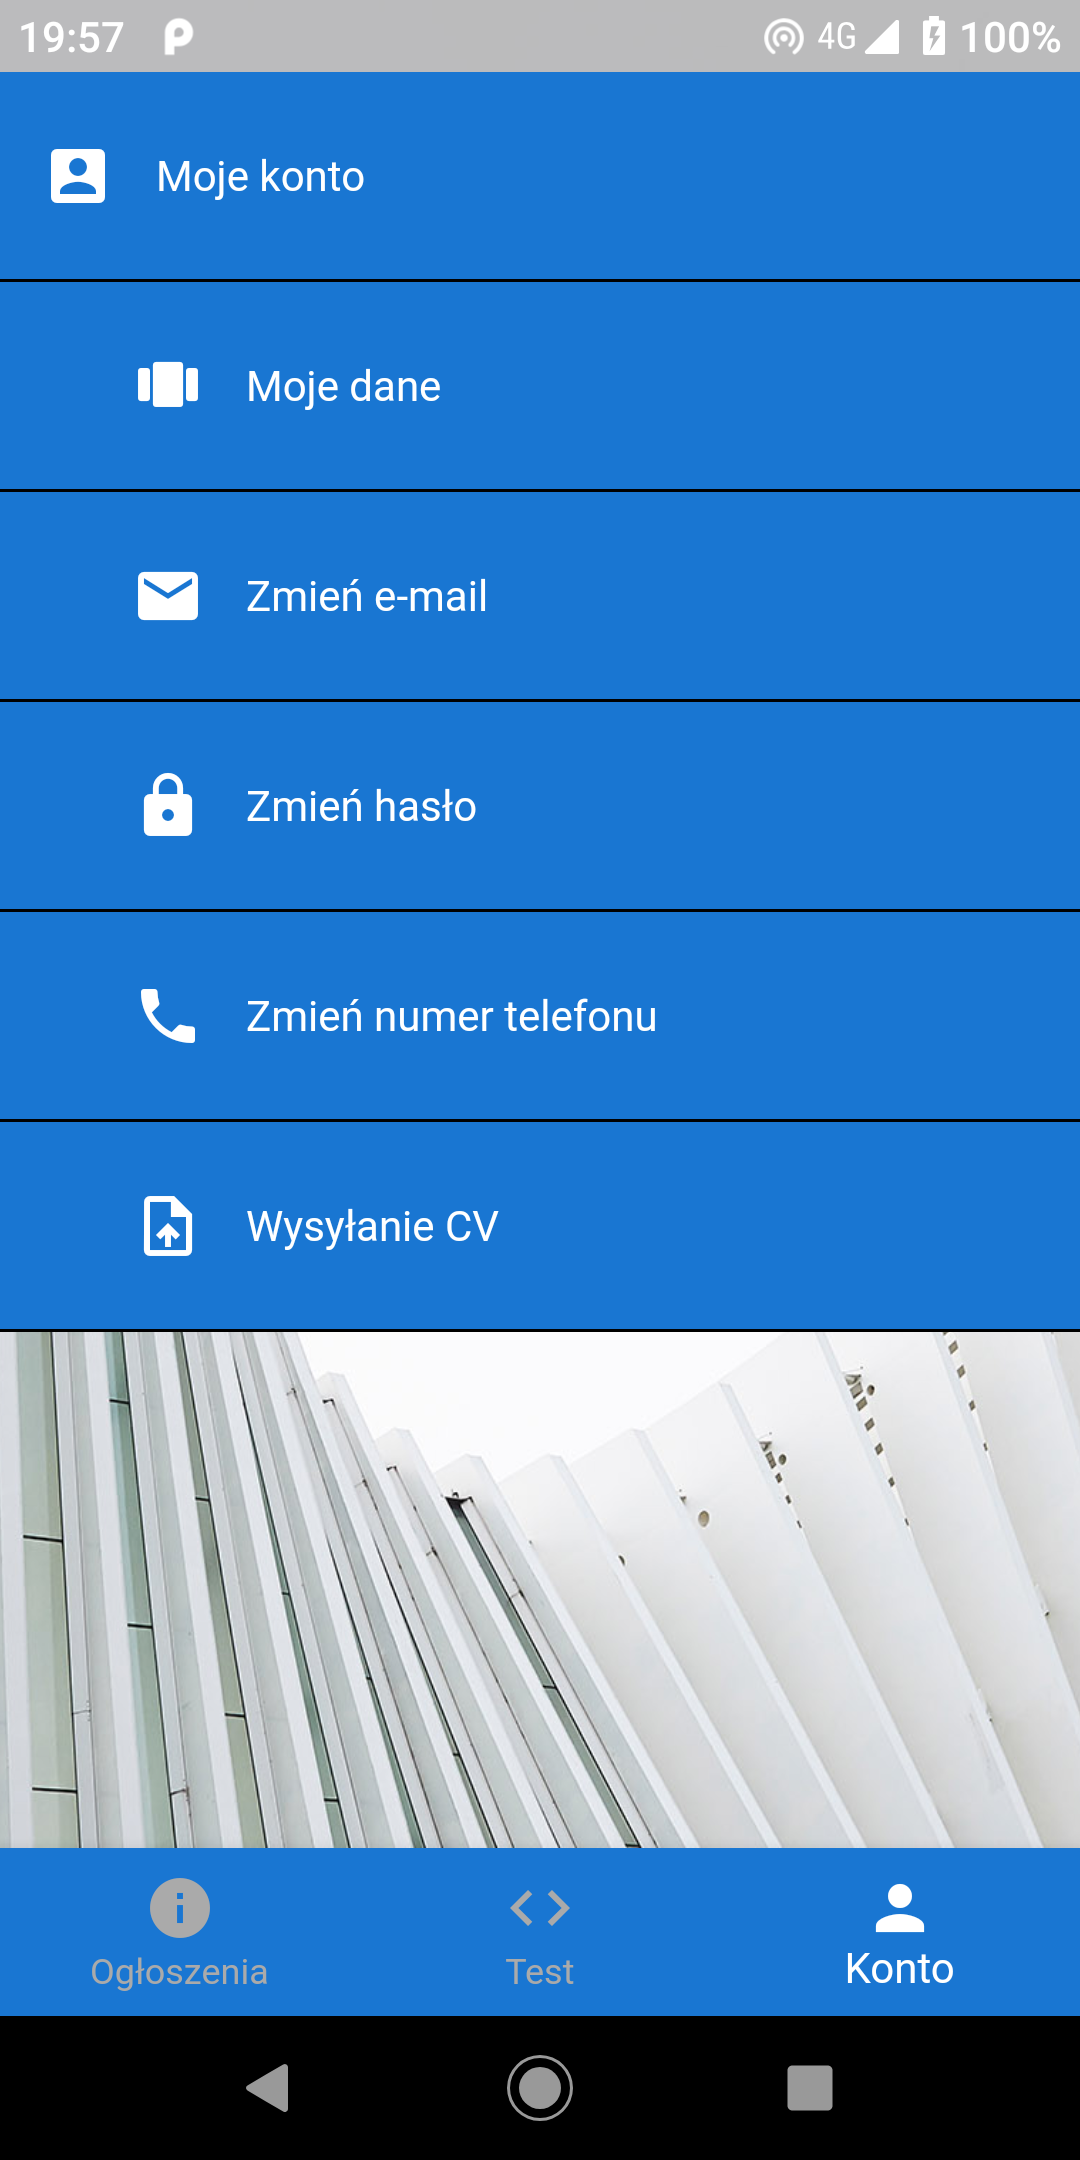 19:57 4G 100%
Moje konto
Moje dane
Zmień e-mail
Zmień hasło
Zmień numer telefonu
Wysyłanie CV
Ogłoszenia Test Konto